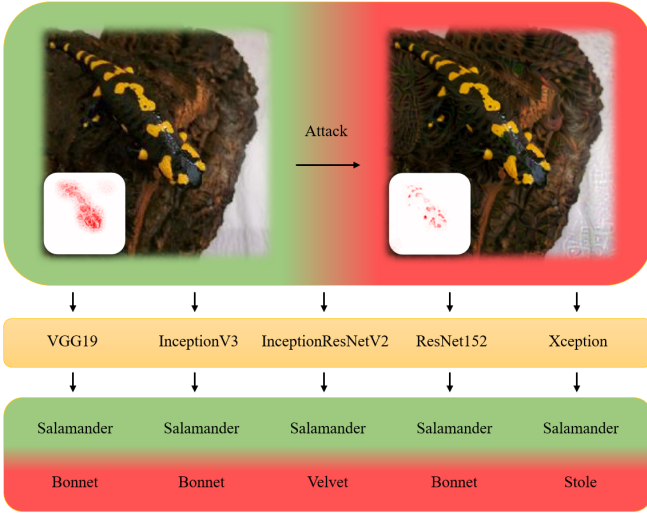 Attack
VGG19 InceptionV3 InceptionResNetV2 ResNet152 Xception
Salamander Salamander Salamander Salamander Salamander
Bonnet Bonnet Velvet Bonnet Stole